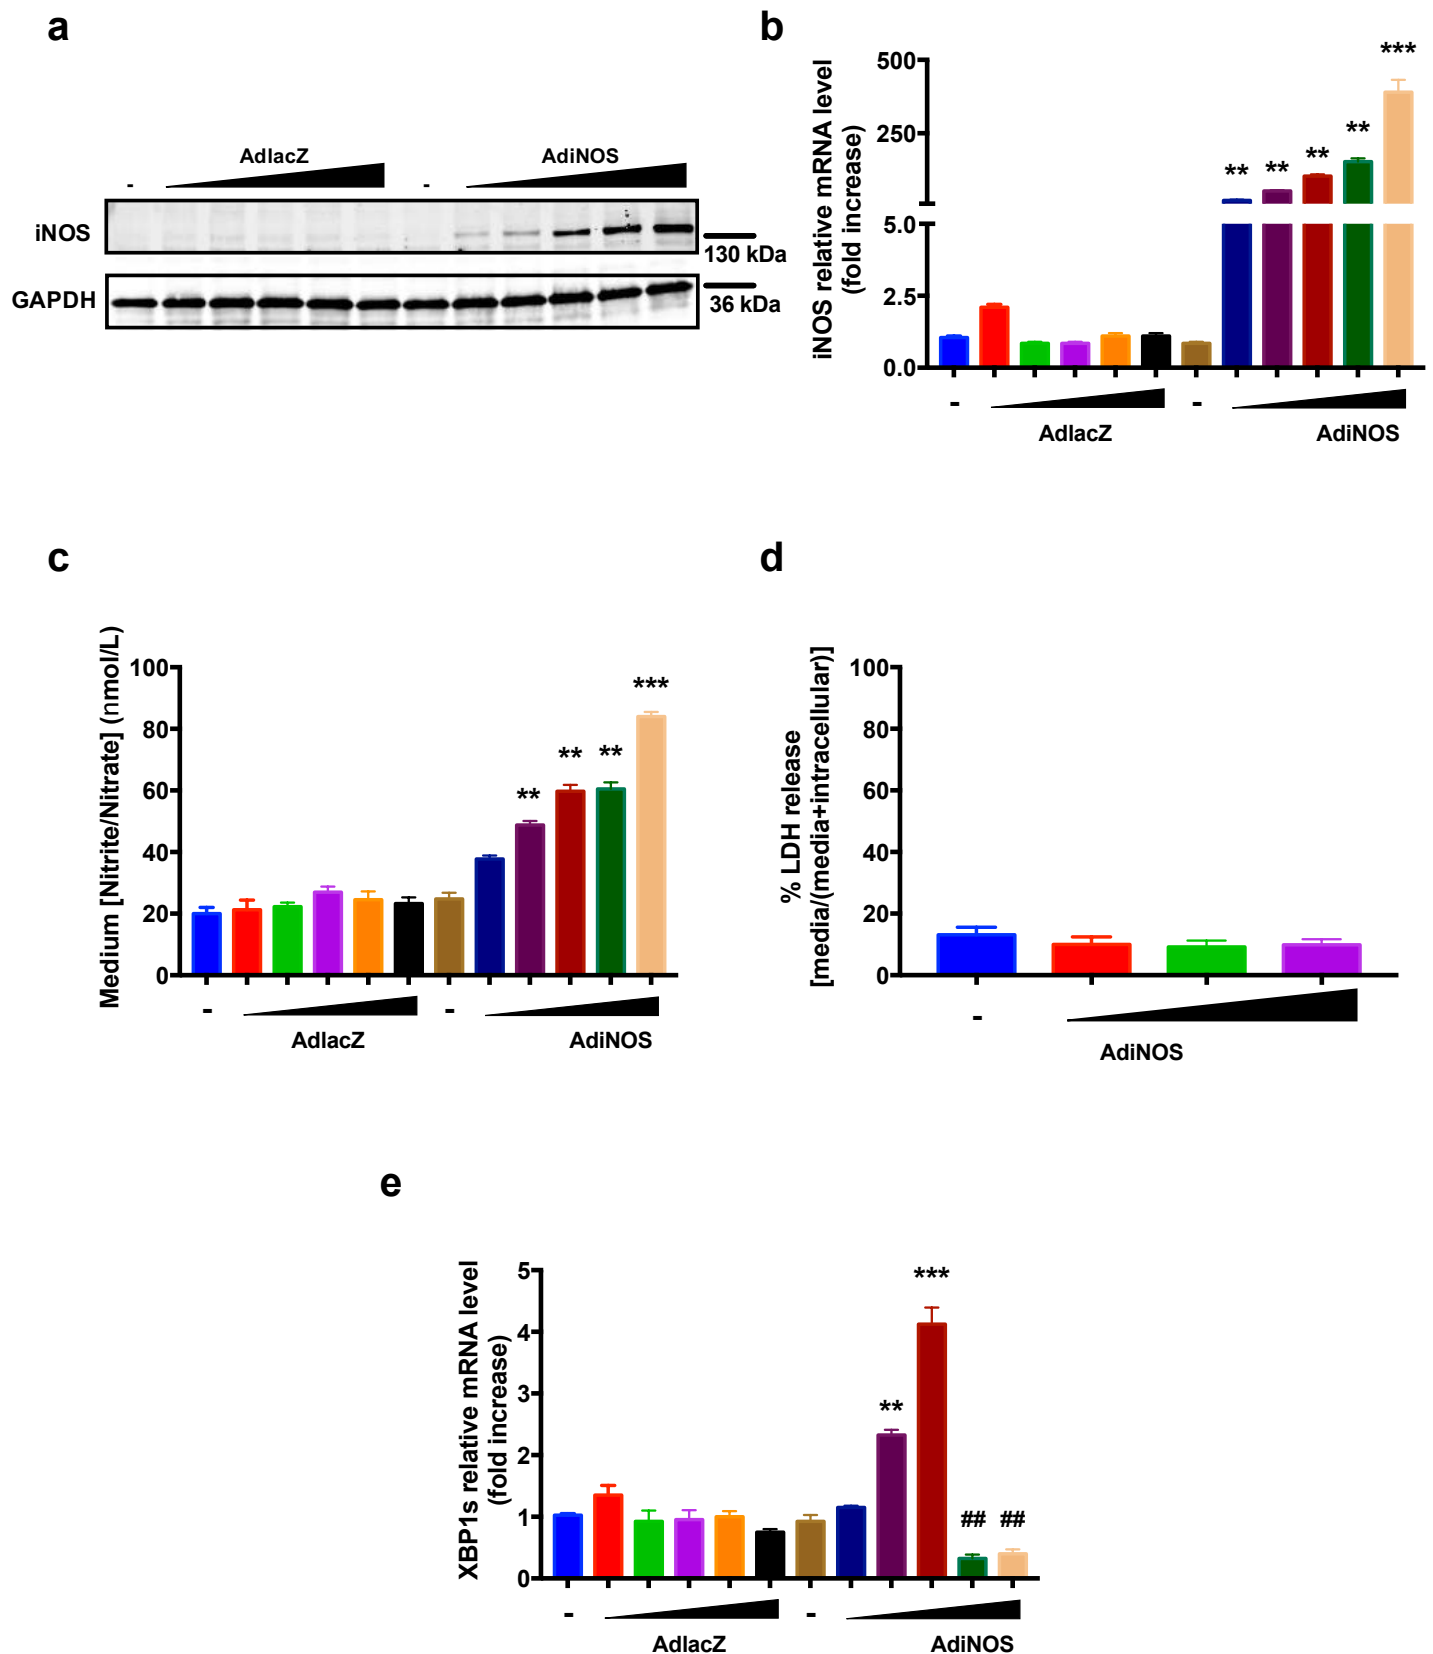 a
AdlacZ
AdiNOS
-
-
iNOS
130 kDa
GAPDH
36 kDa
b
iNOS relative mRNA level
(fold increase)
500
250
5.0
2.5
0.0
**
**
**
**
***
-
-
AdlacZ
AdiNOS
c
Medium [Nitrite/Nitrate] (nmol/L)
100
80
60
40
20
0
**
**
**
***
-
-
AdlacZ
AdiNOS
d
% LDH release
[media/(media+intracellular)]
100
80
60
40
20
0
-
AdiNOS
e
XBP1s relative mRNA level
(fold increase)
5
4
3
2
1
0
**
***
##
##
-
-
AdlacZ
AdiNOS